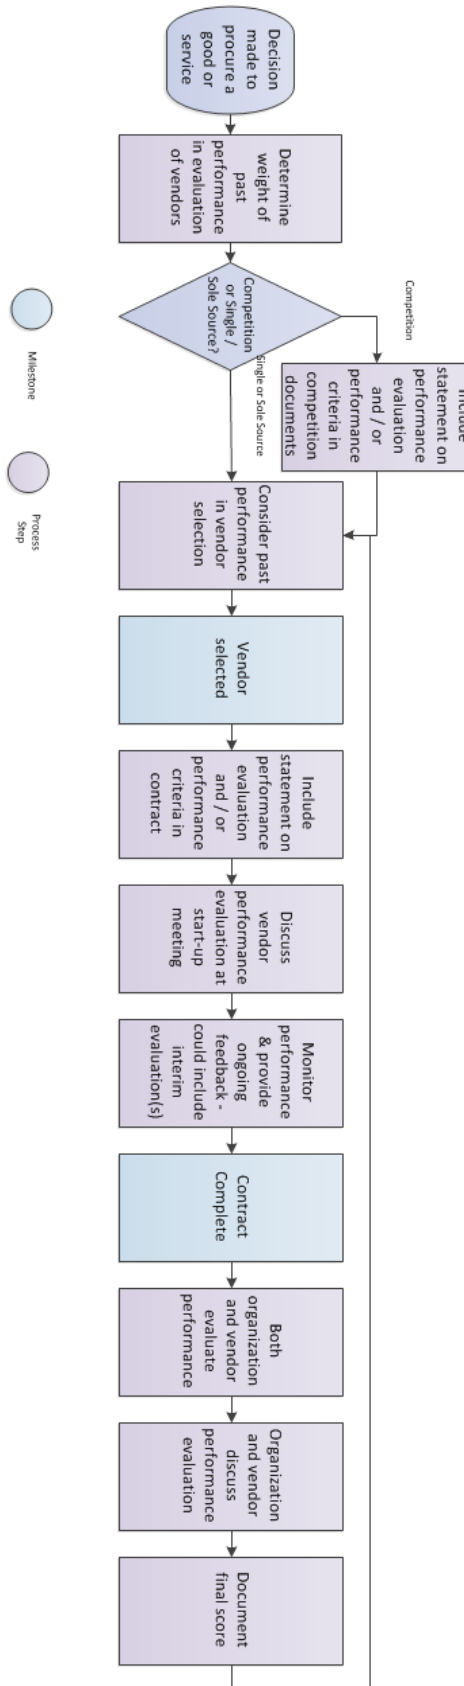 Decision
made to
procure a
good or
service
Determine
weight of
past
performance
in evaluation
of vendors
Competition
or Single /
Sole Source?
Competition
Single or Sole Source
Include
statement on
performance
evaluation
and / or
performance
criteria in
competition
documents
Consider past
performance
in vendor
selection
Vendor
selected
Include
statement on
performance
evaluation
and / or
performance
criteria in
contract
Discuss
vendor
performance
evaluation at
start-up
meeting
Monitor
performance
& provide
ongoing
feedback -
could include
interim
evaluation(s)
Contract
Complete
Both
organization
and vendor
evaluate
performance
Organization
and vendor
discuss
performance
evaluation
Document
final score
Milestone
Process
Step